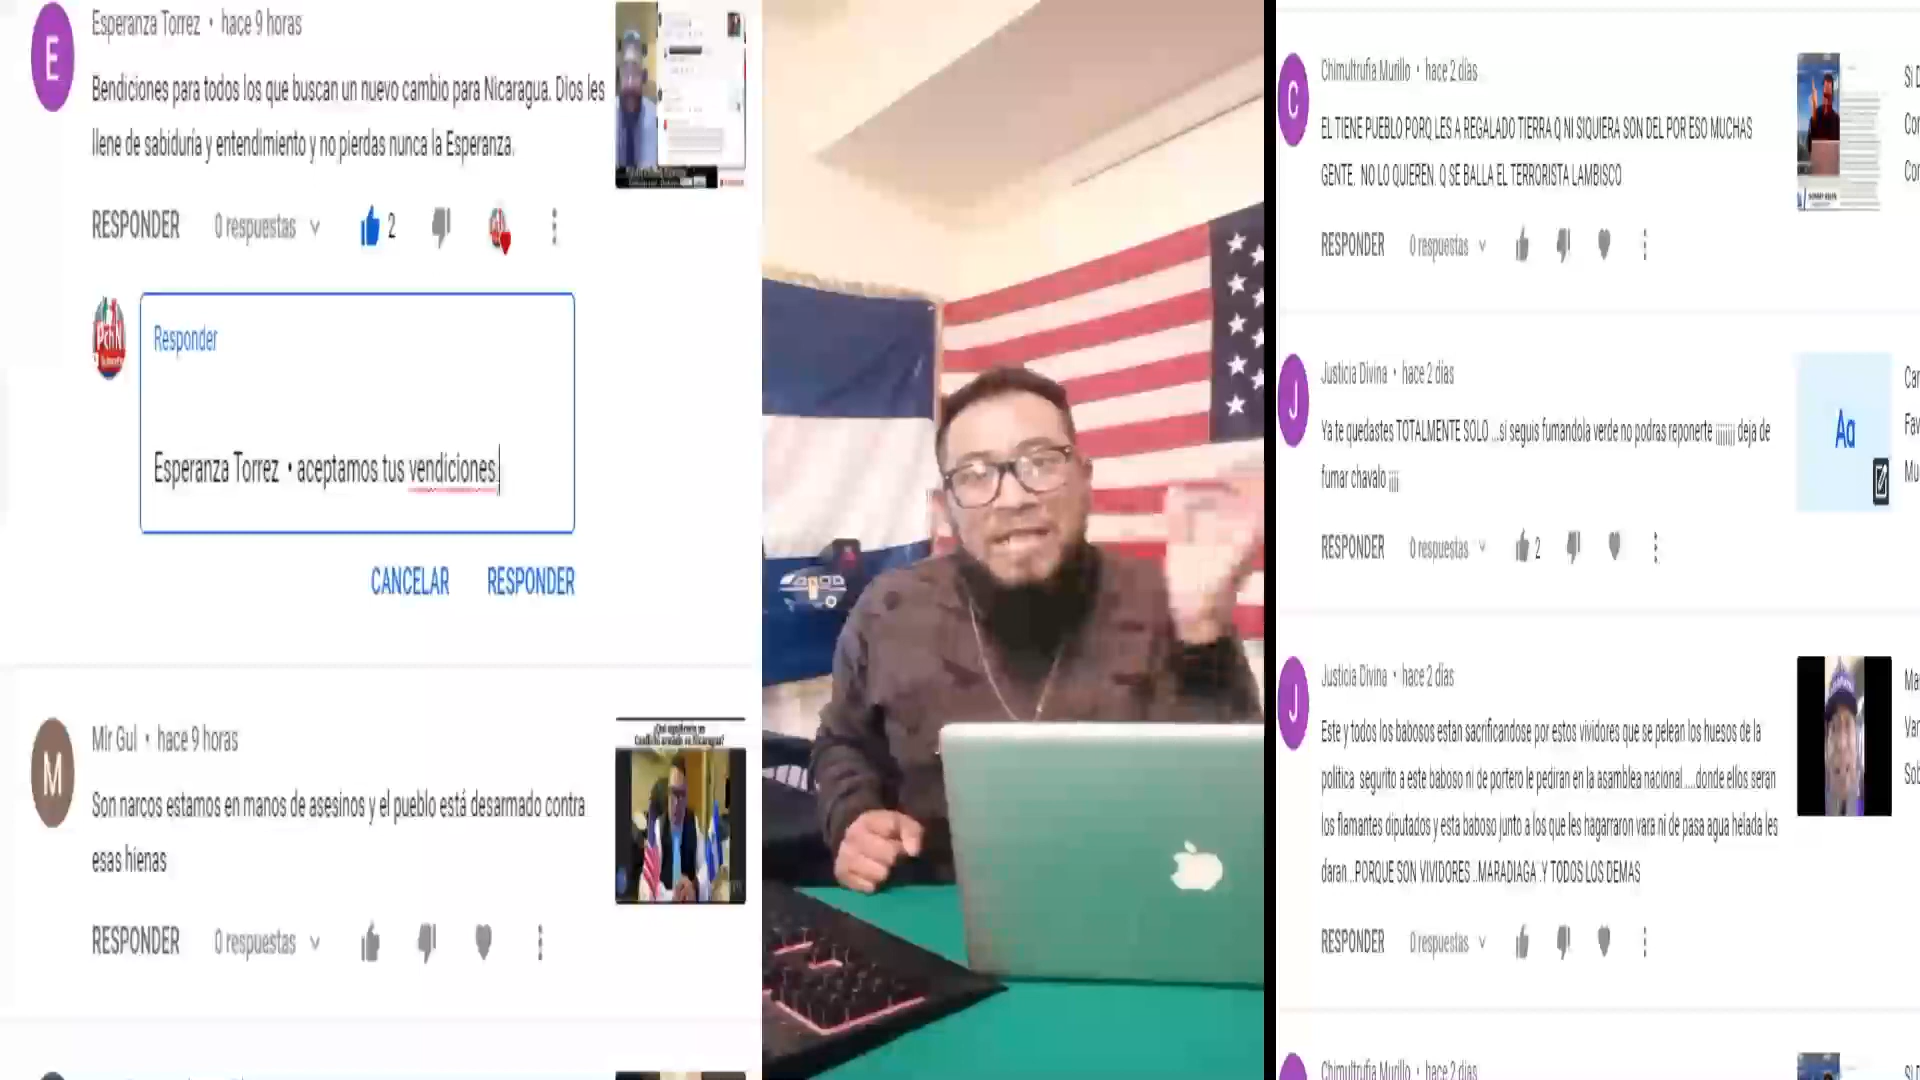 Esperanza Torrez • hace 9 horas
Bendiciones para todos los que buscan un nuevo cambio para Nicaragua. Dios les
llene de sabiduría y entendimiento y no pierdas nunca la Esperanza.
RESPONDER 0 respuestas 2
Responder
Esperanza Torrez • aceptamos tus vendiciones
CANCELAR RESPONDER
Mir Gul • hace 9 horas
Son narcos estamos en manos de asesinos y el pueblo está desarmado contra
esas hienas
RESPONDER 0 respuestas
E
PchN
M
C
Chimultrufia Murillo • hace 2 días
EL TIENE PUEBLO PORQ LES A REGALADO TIERRA Q NI SIQUIERA SON DEL POR ESO MUCHAS
GENTE. NO LO QUIEREN. Q SE BALLA EL TERRORISTA LAMBISCO
RESPONDER 0 respuestas
J
Justicia Divina • hace 2 días
Ya te quedastes TOTALMENTE SOLO ...si seguis fumandola verde no podras reponerte ¡¡¡¡¡¡¡ deja de
fumar chavalo ¡¡¡¡
Aa
RESPONDER 0 respuestas 2
J
Justicia Divina • hace 2 días
Este y todos los babosos estan sacrificandose por estos vividores que se pelean los huesos de la
politica segurito a este baboso ni de portero le pediran en la asamblea nacional....donde ellos seran
los flamantes diputados y esta baboso junto a los que les hagarraron vara ni de pasa agua helada les
daran..PORQUE SON VIVIDORES ..MARADIAGA .Y TODOS LOS DEMAS
RESPONDER 0 respuestas
Chimultrufia Murillo • hace 2 días